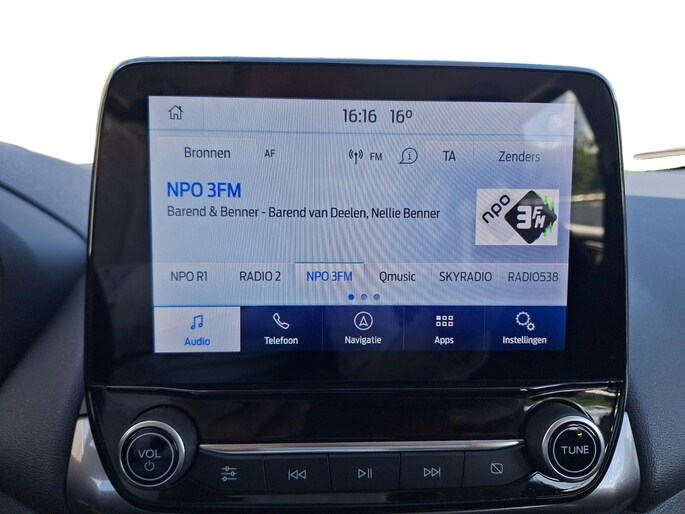 16:16 16°
Bronnen AF FM TA Zenders
NPO 3FM
Barend & Benner - Barend van Deelen, Nellie Benner
npo 3FM
NPO R1 RADIO 2 NPO 3FM Qmusic SKYRADIO RADIO538
Audio Telefoon Navigatie Apps Instellingen
VOL TUNE